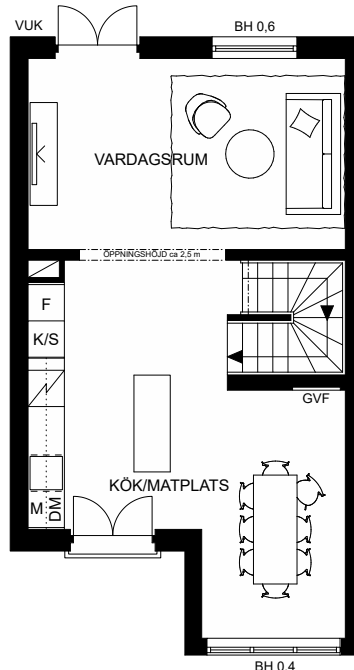 VUK
BH 0,6
VARDAGSRUM
ÖPPNINGSHÖJD ca 2,5 m
F
K/S
GVF
KÖK/MATPLATS
M
DM
BH 0,4